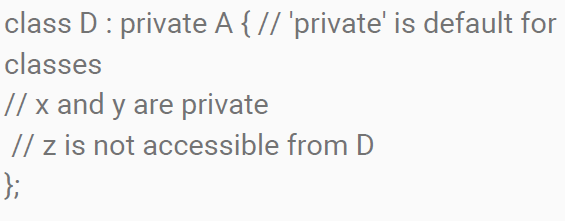 class D : private A { // 'private' is default for
classes
// x and y are private
// z is not accessible from D
};